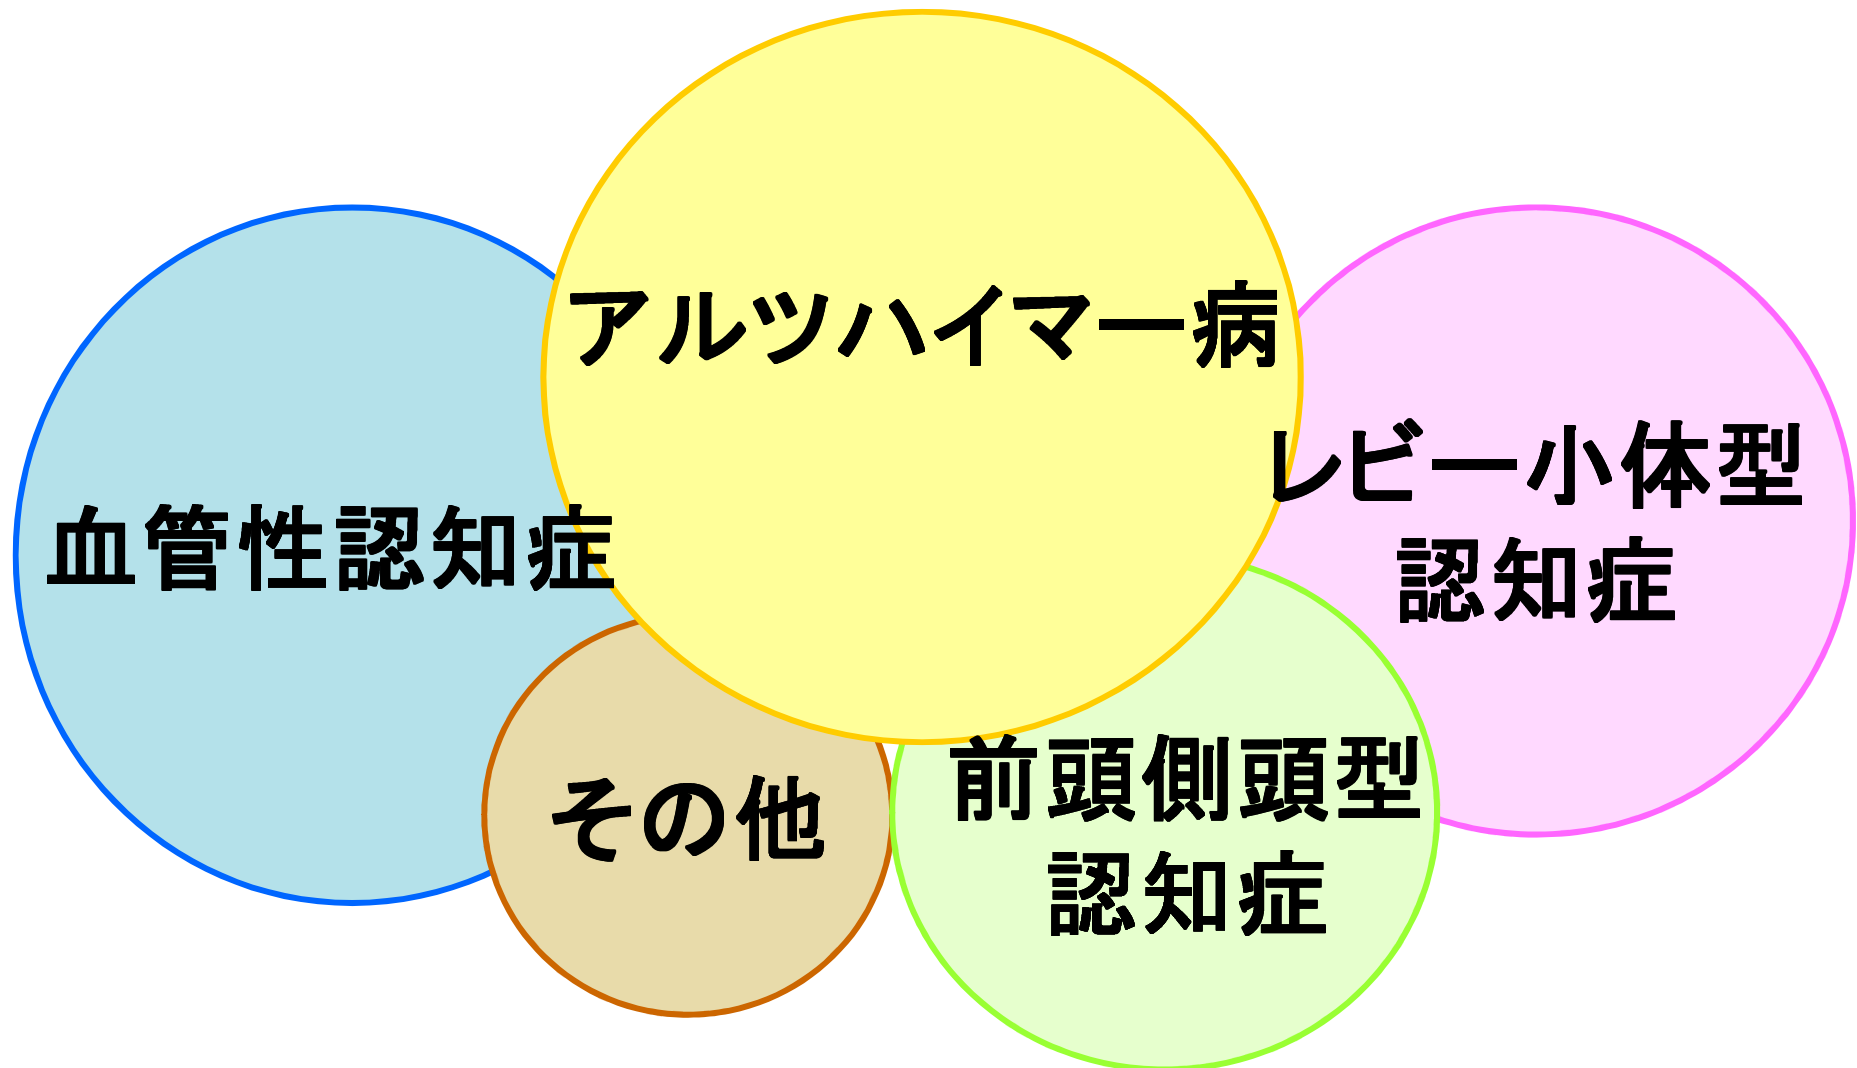 アルツハイマー病
レビー小体型
認知症
血管性認知症
前頭側頭型
認知症
その他